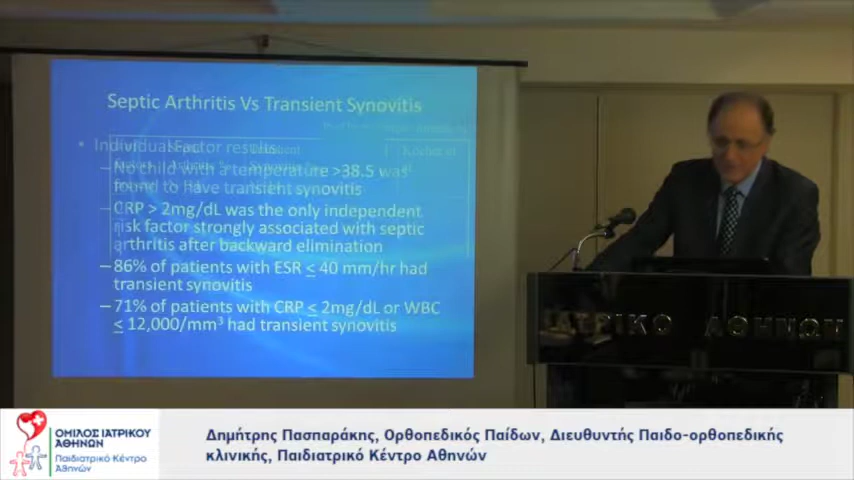 Septic Arthritis Vs Transient Synovitis
• Individual Factor results:
– No child with a temperature >38.5 was
found to have transient synovitis
– CRP > 2mg/dL was the only independent
risk factor strongly associated with septic
arthritis after backward elimination
– 86% of patients with ESR ≤ 40 mm/hr had
transient synovitis
– 71% of patients with CRP ≤ 2mg/dL or WBC
≤ 12,000/mm³ had transient synovitis
ΑΘΗΝΩΝ
ΟΜΙΛΟΣ ΙΑΤΡΙΚΟΥ
ΑΘΗΝΩΝ
Παιδιατρικό Κέντρο
Αθηνών
Δημήτρης Πασπαράκης, Ορθοπεδικός Παίδων, Διευθυντής Παιδο-ορθοπεδικής
κλινικής, Παιδιατρικό Κέντρο Αθηνών